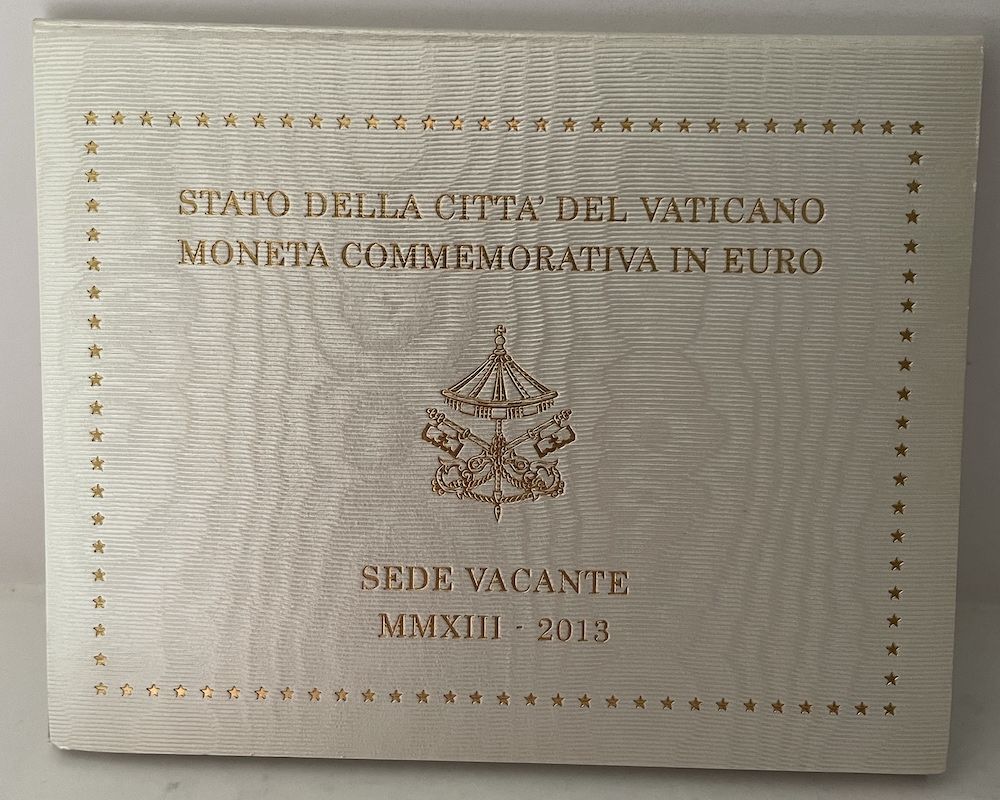 STATO DELLA CITTA' DEL VATICANO
MONETA COMMEMORATIVA IN EURO
SEDE VACANTE
MMXIII - 2013